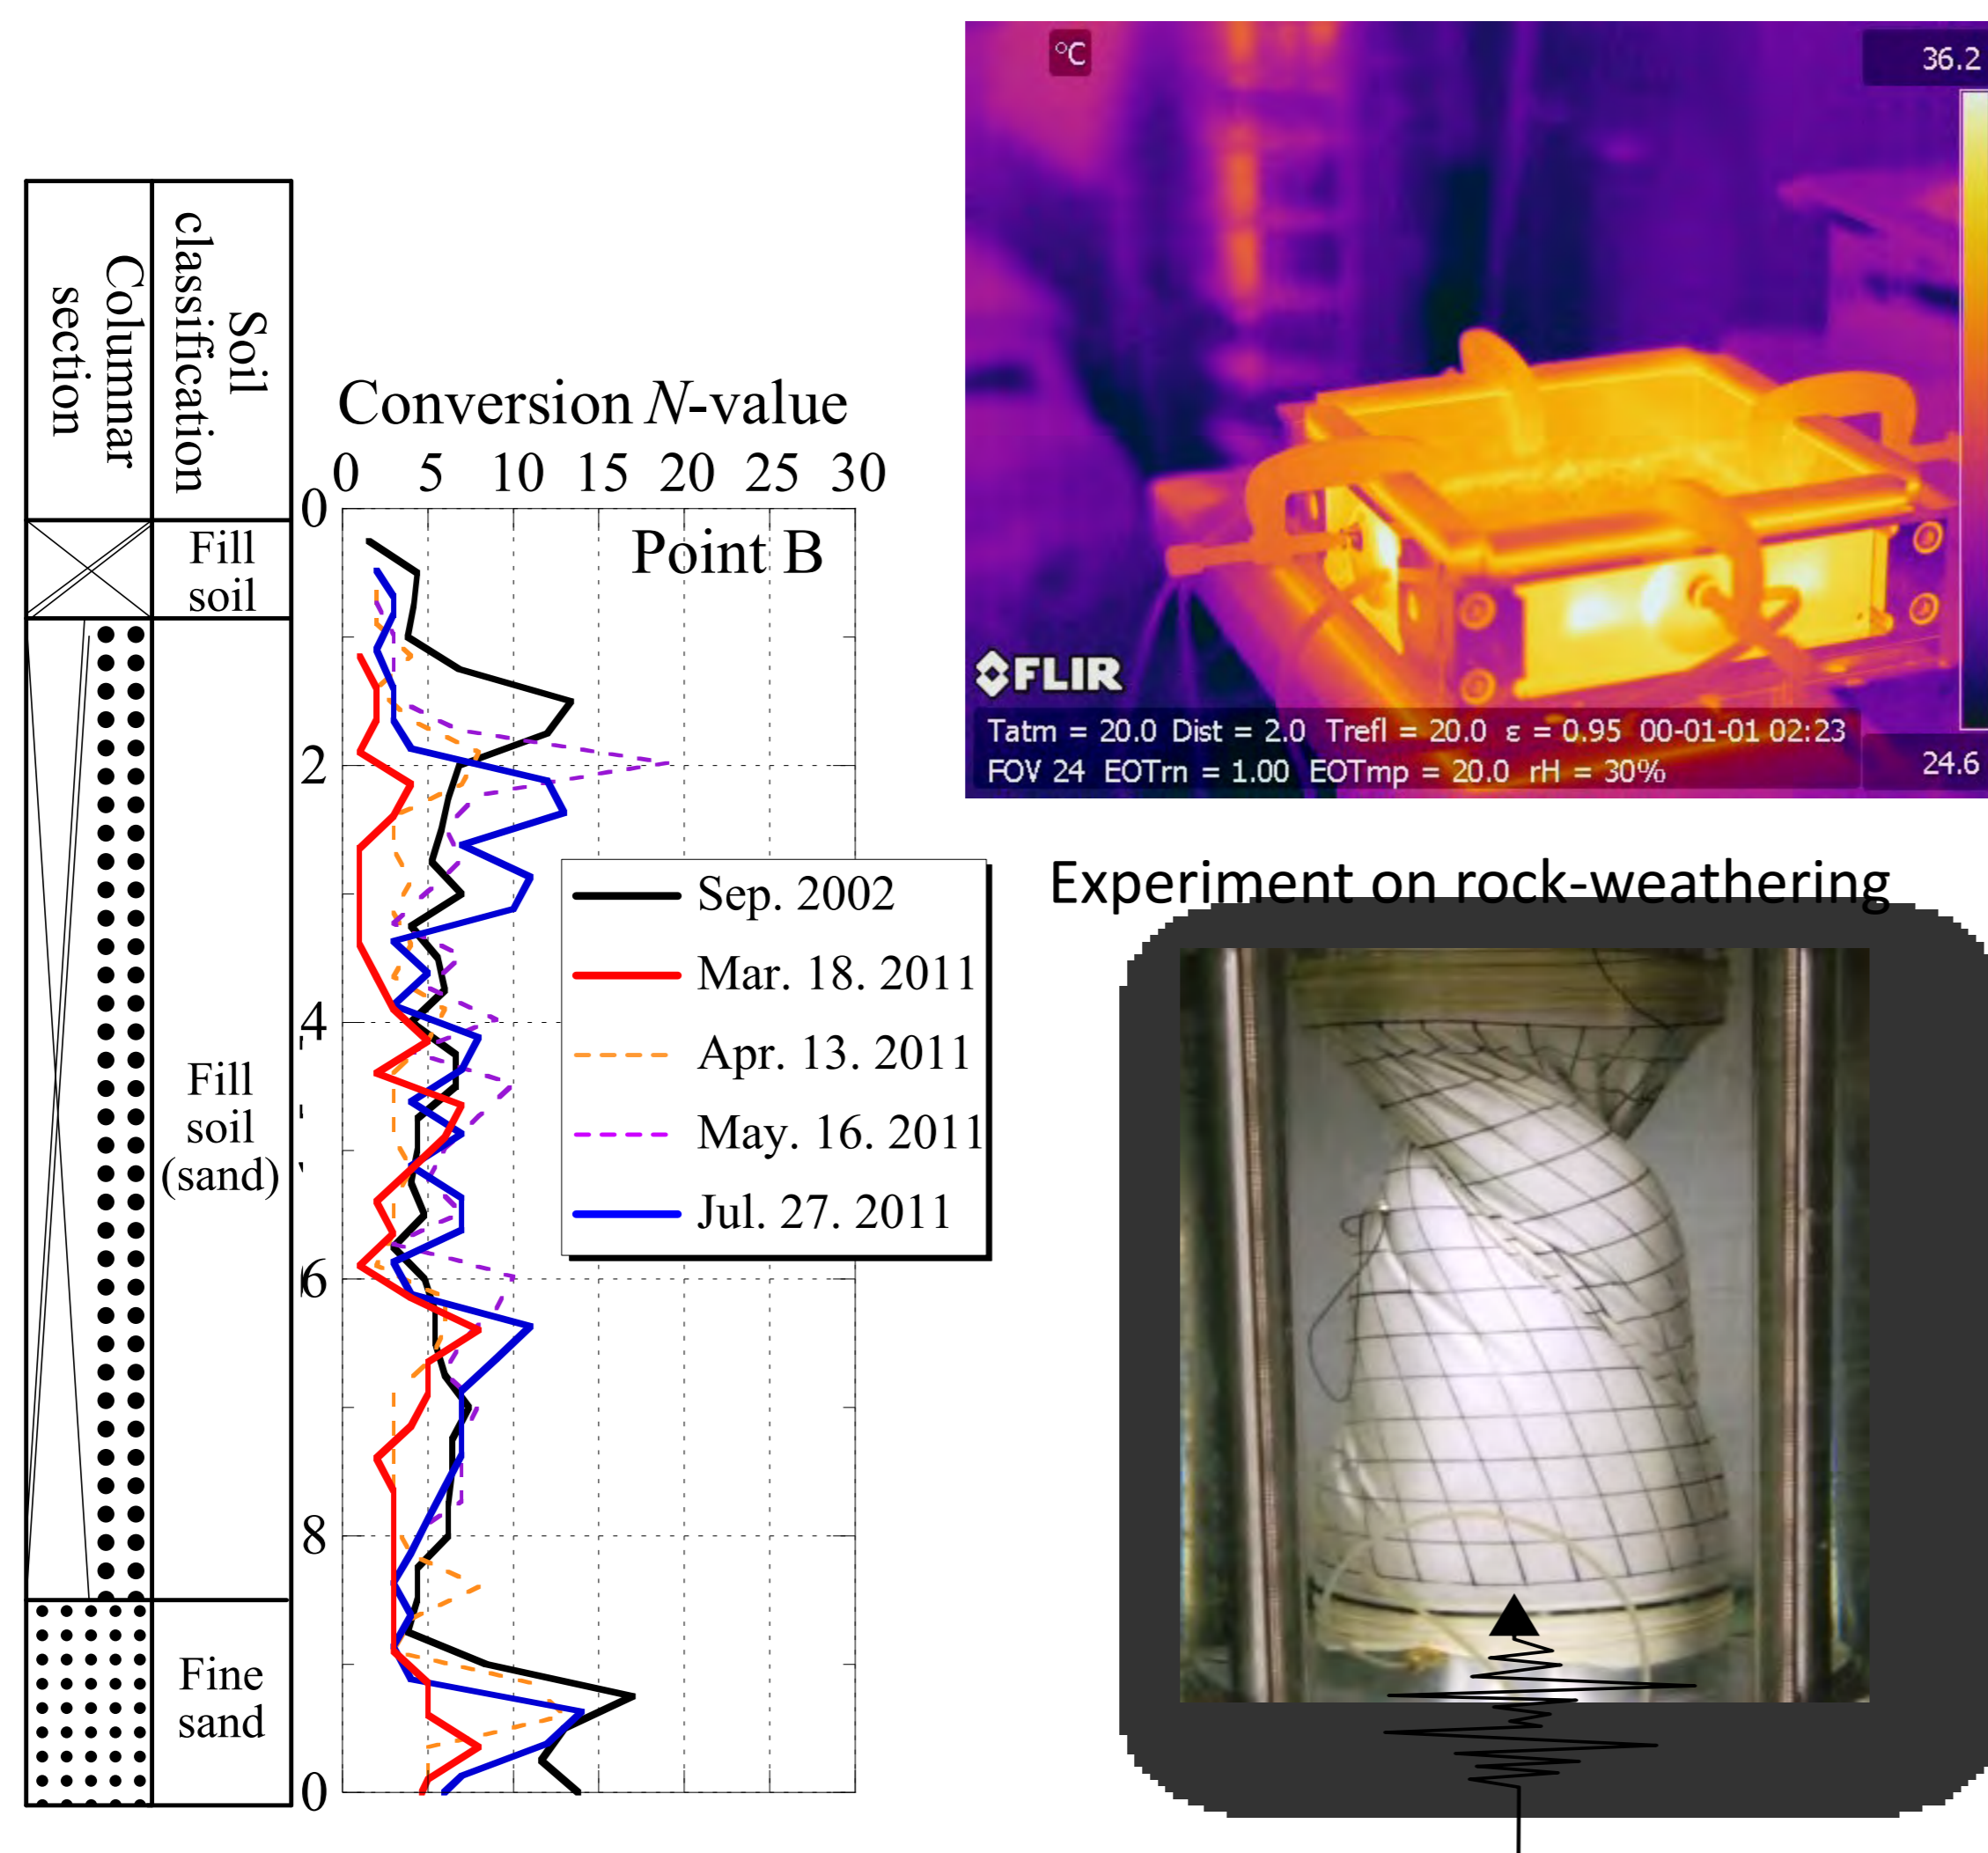 Columnar
section
Soil
classification
Conversion N-value
0 5 10 15 20 25 30
0
2
4
6
8
0
Point B
Fill
soil
Fill
soil
(sand)
Fine
sand
Sep. 2002
Mar. 18. 2011
Apr. 13. 2011
May. 16. 2011
Jul. 27. 2011
°C
36.2
FLIR
Tatm = 20.0 Dist = 2.0 Trefl = 20.0 ε = 0.95 00-01-01 02:23
FOV 24 EOTrn = 1.00 EOTmp = 20.0 rH = 30%
24.6
Experiment on rock-weathering